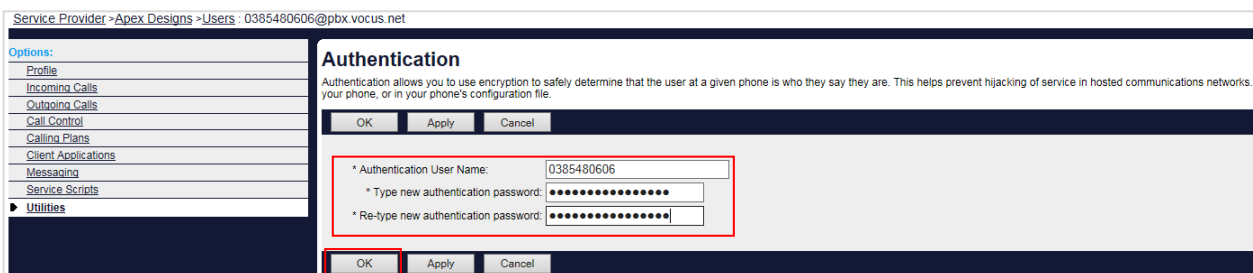 Service Provider >Apex Designs >Users : 0385480606@pbx.vocus.net
Options:
Profile
Incoming Calls
Outgoing Calls
Call Control
Calling Plans
Client Applications
Messaging
Service Scripts
Utilities
Authentication
Authentication allows you to use encryption to safely determine that the user at a given phone is who they say they are. This helps prevent hijacking of service in hosted communications networks.
your phone, or in your phone's configuration file.
OK Apply Cancel
* Authentication User Name: 0385480606
* Type new authentication password: ●●●●●●●●●●●●●●●●
* Re-type new authentication password: ●●●●●●●●●●●●●●●●
OK Apply Cancel